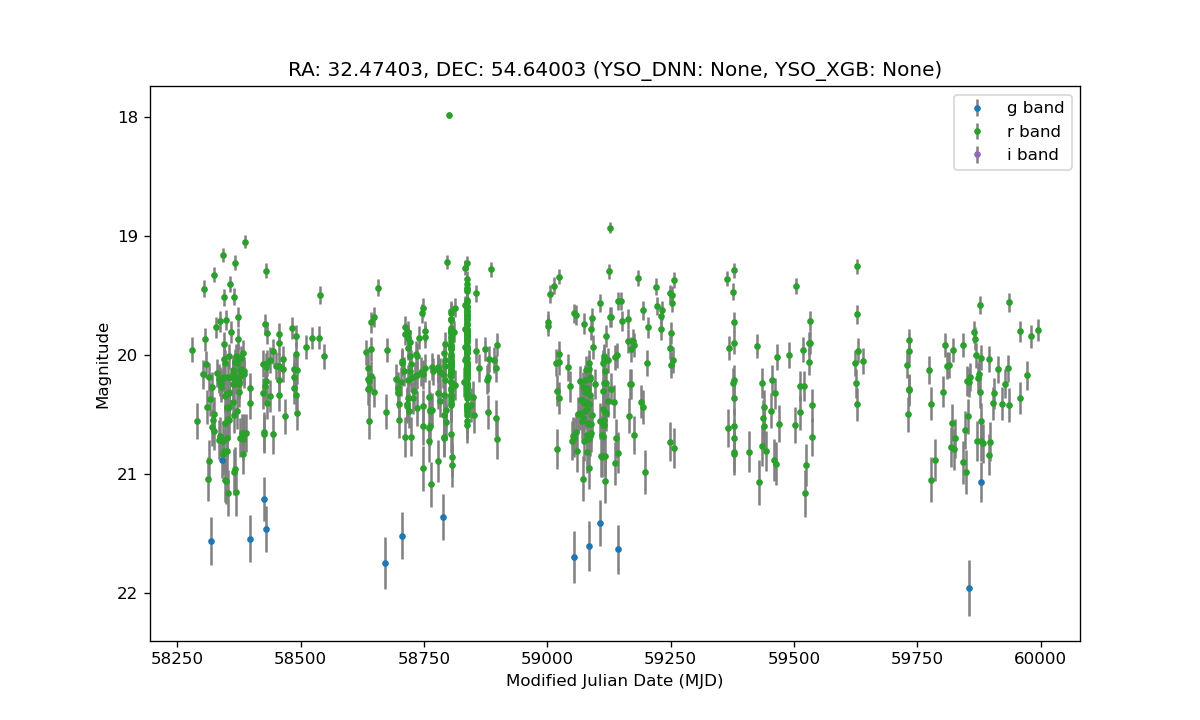 RA: 32.47403, DEC: 54.64003 (YSO_DNN: None, YSO_XGB: None)
g band
r band
i band
18
19
20
21
22
Magnitude
58250 58500 58750 59000 59250 59500 59750 60000
Modified Julian Date (MJD)